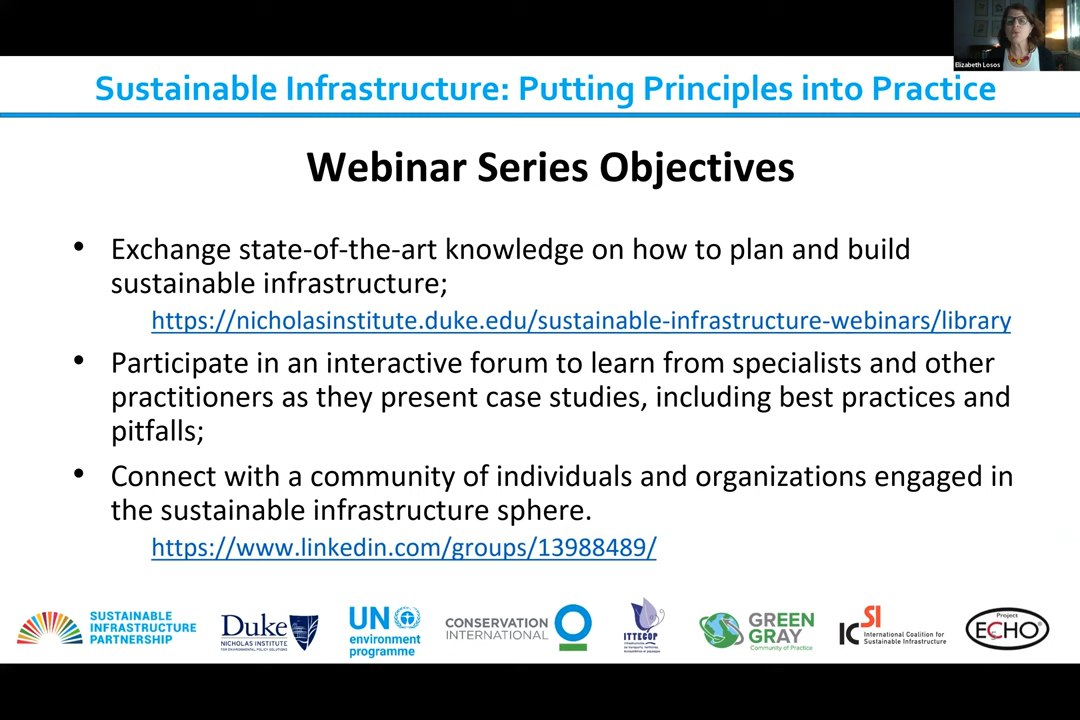 Elizabeth Losos
Sustainable Infrastructure: Putting Principles into Practice
Webinar Series Objectives
• Exchange state-of-the-art knowledge on how to plan and build
sustainable infrastructure;
https://nicholasinstitute.duke.edu/sustainable-infrastructure-webinars/library
• Participate in an interactive forum to learn from specialists and other
practitioners as they present case studies, including best practices and
pitfalls;
• Connect with a community of individuals and organizations engaged in
the sustainable infrastructure sphere.
https://www.linkedin.com/groups/13988489/
SUSTAINABLE
INFRASTRUCTURE
PARTNERSHIP
Duke
NICHOLAS INSTITUTE
FOR ENVIRONMENTAL POLICY SOLUTIONS
UN
environment
programme
CONSERVATION
INTERNATIONAL
ITTECOP
GREEN
GRAY
Community of Practice
ICSI
International Coalition for
Sustainable Infrastructure
Project
ECHO